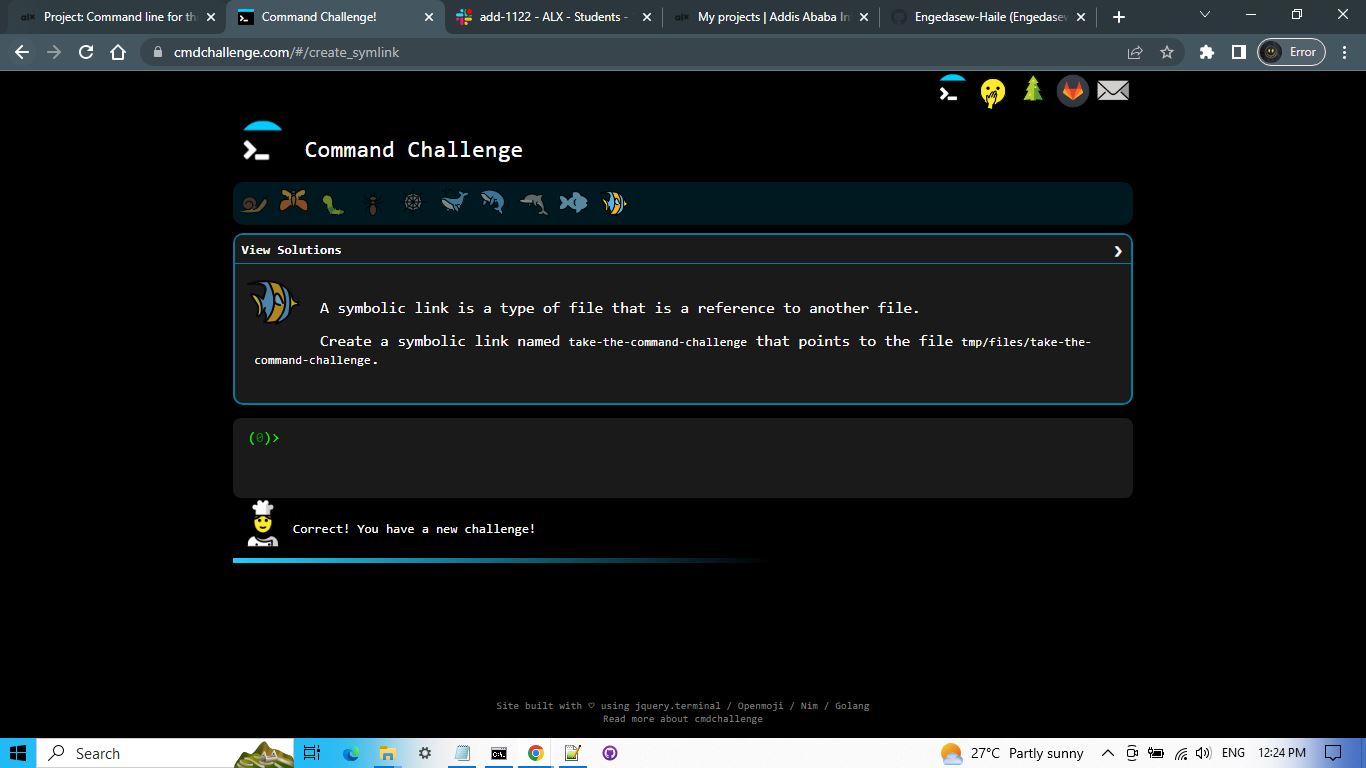 Project: Command line for th
Command Challenge!
add-1122 - ALX - Students -
My projects | Addis Ababa In
Engedasew-Haile (Engedasew
cmdchallenge.com/#/create_symlink
Error
Command Challenge
View Solutions
A symbolic link is a type of file that is a reference to another file.
Create a symbolic link named take-the-command-challenge that points to the file tmp/files/take-the-
command-challenge.
(0)>
Correct! You have a new challenge!
Site built with ♡ using jquery.terminal / Openmoji / Nim / Golang
Read more about cmdchallenge
Search
27°C Partly sunny
ENG
12:24 PM